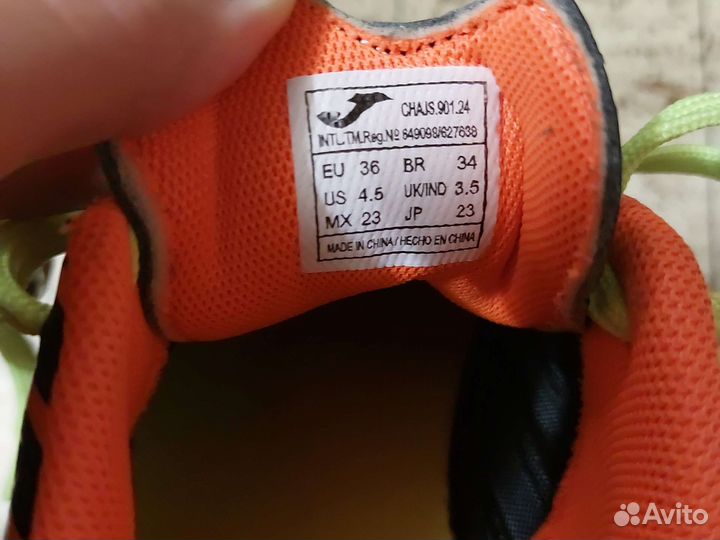 CHAJS.901.24
INTL.TM.Reg.Nº 649098/627638
EU 36 BR 34
US 4.5 UK/IND 3.5
MX 23 JP 23
MADE IN CHINA / HECHO EN CHINA
Avito